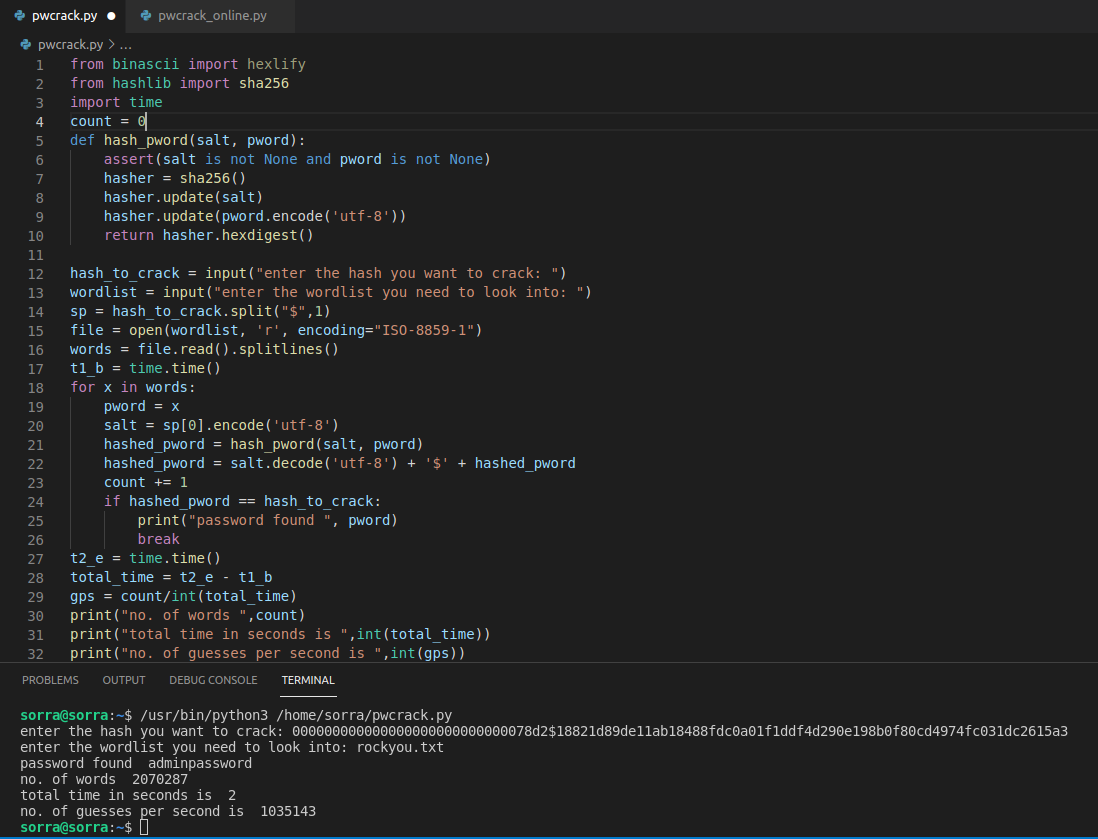 pwcrack.py ● pwcrack_online.py
pwcrack.py > ...
1 from binascii import hexlify
2 from hashlib import sha256
3 import time
4 count = 0
5 def hash_pword(salt, pword):
6     assert(salt is not None and pword is not None)
7     hasher = sha256()
8     hasher.update(salt)
9     hasher.update(pword.encode('utf-8'))
10     return hasher.hexdigest()
11
12 hash_to_crack = input("enter the hash you want to crack: ")
13 wordlist = input("enter the wordlist you need to look into: ")
14 sp = hash_to_crack.split("$",1)
15 file = open(wordlist, 'r', encoding="ISO-8859-1")
16 words = file.read().splitlines()
17 t1_b = time.time()
18 for x in words:
19     pword = x
20     salt = sp[0].encode('utf-8')
21     hashed_pword = hash_pword(salt, pword)
22     hashed_pword = salt.decode('utf-8') + '$' + hashed_pword
23     count += 1
24     if hashed_pword == hash_to_crack:
25         print("password found ", pword)
26         break
27 t2_e = time.time()
28 total_time = t2_e - t1_b
29 gps = count/int(total_time)
30 print("no. of words ",count)
31 print("total time in seconds is ",int(total_time))
32 print("no. of guesses per second is ",int(gps))
PROBLEMS OUTPUT DEBUG CONSOLE TERMINAL
sorra@sorra:~$ /usr/bin/python3 /home/sorra/pwcrack.py
enter the hash you want to crack: 000000000000000000000000000078d2$18821d89de11ab18488fdc0a01f1ddf4d290e198b0f80cd4974fc031dc2615a3
enter the wordlist you need to look into: rockyou.txt
password found  adminpassword
no. of words  2070287
total time in seconds is  2
no. of guesses per second is  1035143
sorra@sorra:~$